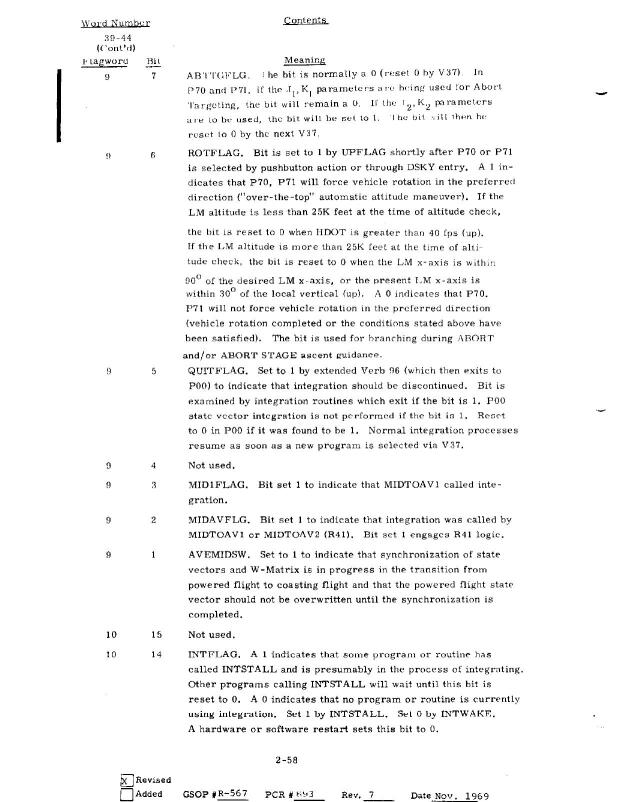 Word Number Contents
39-44
(Cont'd)
Flagword Bit Meaning
9 7 ABTTGFLG. The bit is normally a 0 (reset 0 by V37). In
P70 and P71, if the J1, K1 parameters are being used for Abort
Targeting, the bit will remain a 0. If the J2, K2 parameters
are to be used, the bit will be set to 1. The bit will then be
reset to 0 by the next V37.
9 6 ROTFLAG. Bit is set to 1 by UPFLAG shortly after P70 or P71
is selected by pushbutton action or through DSKY entry. A 1 in-
dicates that P70, P71 will force vehicle rotation in the preferred
direction ("over-the-top" automatic attitude maneuver). If the
LM altitude is less than 25K feet at the time of altitude check,
the bit is reset to 0 when HDOT is greater than 40 fps (up).
If the LM altitude is more than 25K feet at the time of alti-
tude check, the bit is reset to 0 when the LM x-axis is within
90° of the desired LM x-axis, or the present LM x-axis is
within 30° of the local vertical (up). A 0 indicates that P70,
P71 will not force vehicle rotation in the preferred direction
(vehicle rotation completed or the conditions stated above have
been satisfied). The bit is used for branching during ABORT
and/or ABORT STAGE ascent guidance.
9 5 QUITFLAG. Set to 1 by extended Verb 96 (which then exits to
P00) to indicate that integration should be discontinued. Bit is
examined by integration routines which exit if the bit is 1. P00
state vector integration is not performed if the bit is 1. Reset
to 0 in P00 if it was found to be 1. Normal integration processes
resume as soon as a new program is selected via V37.
9 4 Not used.
9 3 MID1FLAG. Bit set 1 to indicate that MIDTOAV1 called inte-
gration.
9 2 MIDAVFLG. Bit set 1 to indicate that integration was called by
MIDTOAV1 or MIDTOAV2 (R41). Bit set 1 engages R41 logic.
9 1 AVEMIDSW. Set to 1 to indicate that synchronization of state
vectors and W-Matrix is in progress in the transition from
powered flight to coasting flight and that the powered flight state
vector should not be overwritten until the synchronization is
completed.
10 15 Not used.
10 14 INTFLAG. A 1 indicates that some program or routine has
called INTSTALL and is presumably in the process of integrating.
Other programs calling INTSTALL will wait until this bit is
reset to 0. A 0 indicates that no program or routine is currently
using integration. Set 1 by INTSTALL. Set 0 by INTWAKE.
A hardware or software restart sets this bit to 0.
2-58
X Revised
Added GSOP #R-567 PCR # 893 Rev. 7 Date Nov. 1969